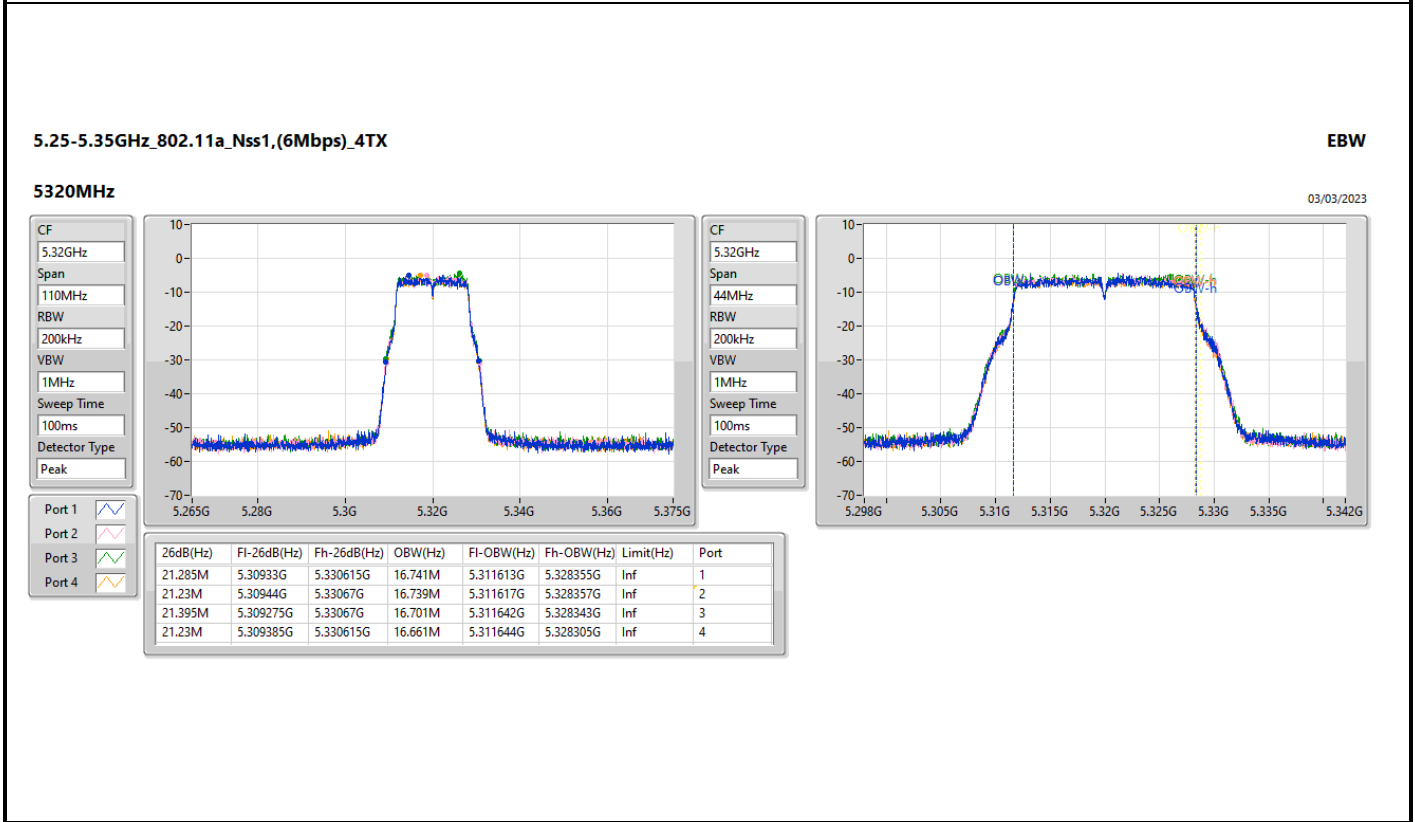 5.25-5.35GHz_802.11a_Nss1,(6Mbps)_4TX
EBW
5320MHz
03/03/2023
CF
5.32GHz
Span
110MHz
RBW
200kHz
VBW
1MHz
Sweep Time
100ms
Detector Type
Peak
10
0
-10
-20
-30
-40
-50
-60
-70
5.265G 5.28G 5.3G 5.32G 5.34G 5.36G 5.375G
CF
5.32GHz
Span
44MHz
RBW
200kHz
VBW
1MHz
Sweep Time
100ms
Detector Type
Peak
10
0
-10
-20
-30
-40
-50
-60
-70
OBW-h
5.298G 5.305G 5.31G 5.315G 5.32G 5.325G 5.33G 5.335G 5.342G
Port 1
Port 2
Port 3
Port 4
26dB(Hz) Fl-26dB(Hz) Fh-26dB(Hz) OBW(Hz) Fl-OBW(Hz) Fh-OBW(Hz) Limit(Hz) Port
21.285M 5.30933G 5.330615G 16.741M 5.311613G 5.328355G Inf 1
21.23M 5.30944G 5.33067G 16.739M 5.311617G 5.328357G Inf 2
21.395M 5.309275G 5.33067G 16.701M 5.311642G 5.328343G Inf 3
21.23M 5.309385G 5.330615G 16.661M 5.311644G 5.328305G Inf 4